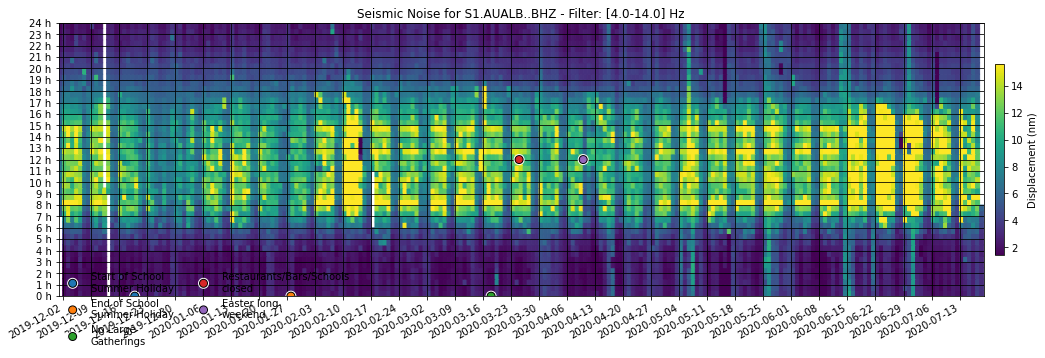 Seismic Noise for S1.AUALB..BHZ - Filter: [4.0-14.0] Hz
24 h
23 h
22 h
21 h
20 h
19 h
18 h
17 h
16 h
15 h
14 h
13 h
12 h
11 h
10 h
9 h
8 h
7 h
6 h
5 h
4 h
3 h
2 h
1 h
0 h
14
12
10
8
6
4
2
Displacement (nm)
Start of School
Summer Holiday
End of School
Summer Holiday
No Large
Gatherings
Restaurants/Bars/Schools
closed
Easter long
weekend
2019-12-02
2020-01-06
2020-02-03
2020-02-10
2020-02-17
2020-02-24
2020-03-02
2020-03-09
2020-03-16
2020-03-23
2020-03-30
2020-04-06
2020-04-13
2020-04-20
2020-04-27
2020-05-04
2020-05-11
2020-05-18
2020-05-25
2020-06-01
2020-06-08
2020-06-15
2020-06-22
2020-06-29
2020-07-06
2020-07-13